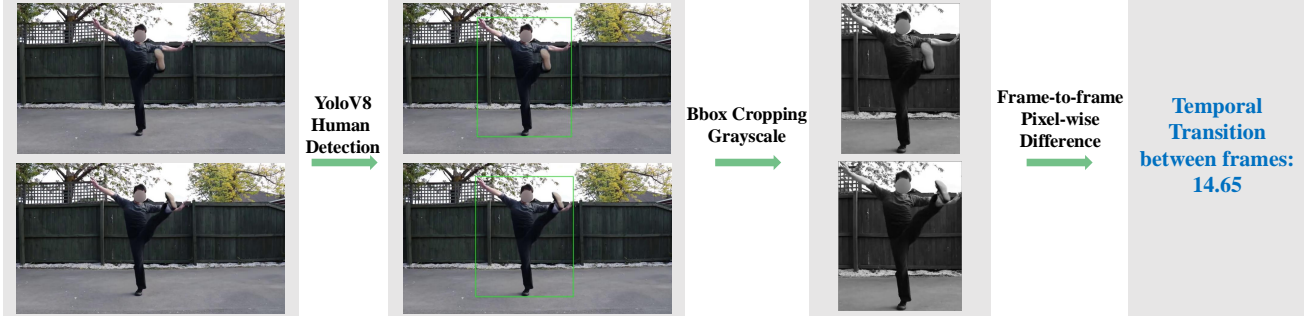 YoloV8
Human
Detection
Bbox Cropping
Grayscale
Frame-to-frame
Pixel-wise
Difference
Temporal
Transition
between frames:
14.65